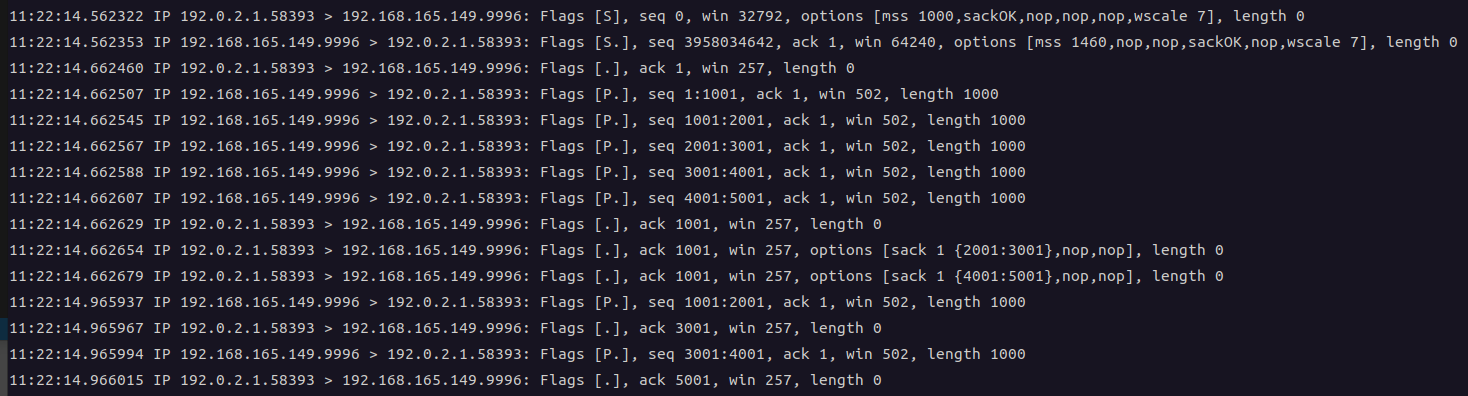 11:22:14.562322 IP 192.0.2.1.58393 > 192.168.165.149.9996: Flags [S], seq 0, win 32792, options [mss 1000,sackOK,nop,nop,nop,wscale 7], length 0
11:22:14.562353 IP 192.168.165.149.9996 > 192.0.2.1.58393: Flags [S.], seq 3958034642, ack 1, win 64240, options [mss 1460,nop,nop,sackOK,nop,wscale 7], length 0
11:22:14.662460 IP 192.0.2.1.58393 > 192.168.165.149.9996: Flags [.], ack 1, win 257, length 0
11:22:14.662507 IP 192.168.165.149.9996 > 192.0.2.1.58393: Flags [P.], seq 1:1001, ack 1, win 502, length 1000
11:22:14.662545 IP 192.168.165.149.9996 > 192.0.2.1.58393: Flags [P.], seq 1001:2001, ack 1, win 502, length 1000
11:22:14.662567 IP 192.168.165.149.9996 > 192.0.2.1.58393: Flags [P.], seq 2001:3001, ack 1, win 502, length 1000
11:22:14.662588 IP 192.168.165.149.9996 > 192.0.2.1.58393: Flags [P.], seq 3001:4001, ack 1, win 502, length 1000
11:22:14.662607 IP 192.168.165.149.9996 > 192.0.2.1.58393: Flags [P.], seq 4001:5001, ack 1, win 502, length 1000
11:22:14.662629 IP 192.0.2.1.58393 > 192.168.165.149.9996: Flags [.], ack 1001, win 257, length 0
11:22:14.662654 IP 192.0.2.1.58393 > 192.168.165.149.9996: Flags [.], ack 1001, win 257, options [sack 1 {2001:3001},nop,nop], length 0
11:22:14.662679 IP 192.0.2.1.58393 > 192.168.165.149.9996: Flags [.], ack 1001, win 257, options [sack 1 {4001:5001},nop,nop], length 0
11:22:14.965937 IP 192.168.165.149.9996 > 192.0.2.1.58393: Flags [P.], seq 1001:2001, ack 1, win 502, length 1000
11:22:14.965967 IP 192.0.2.1.58393 > 192.168.165.149.9996: Flags [.], ack 3001, win 257, length 0
11:22:14.965994 IP 192.168.165.149.9996 > 192.0.2.1.58393: Flags [P.], seq 3001:4001, ack 1, win 502, length 1000
11:22:14.966015 IP 192.0.2.1.58393 > 192.168.165.149.9996: Flags [.], ack 5001, win 257, length 0